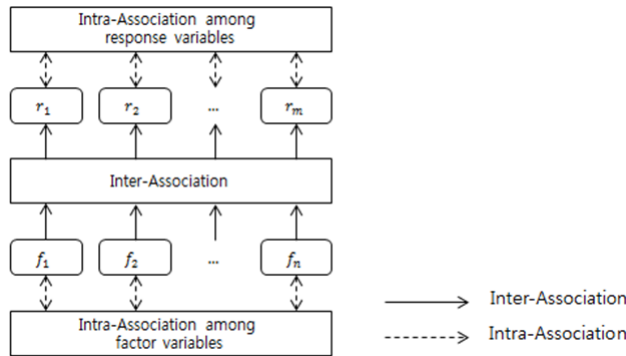 Intra-Association among
response variables
r₁ r₂ ... rₘ
Inter-Association
f₁ f₂ ... fₙ
Intra-Association among
factor variables
Inter-Association
Intra-Association